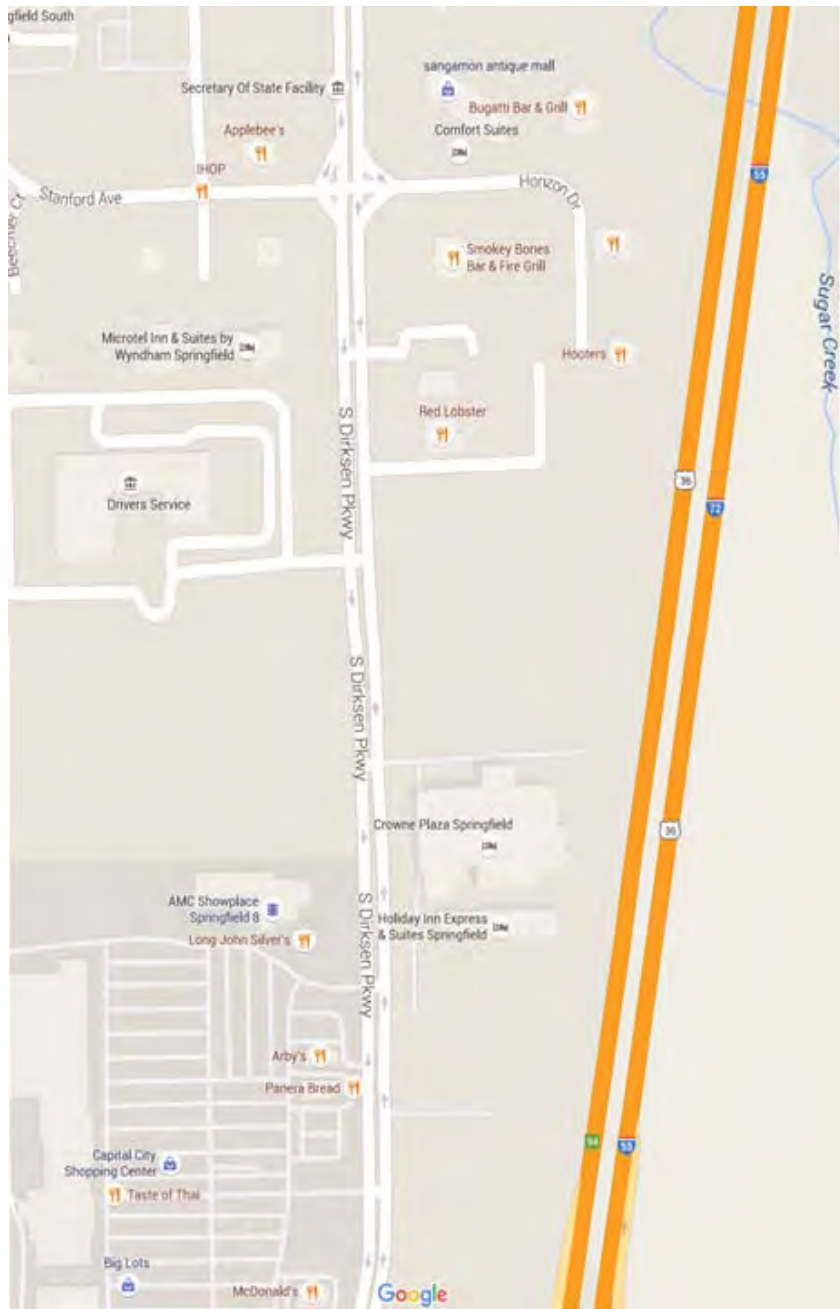 gfield South
sangamon antique mall
Secretary Of State Facility
Bugatti Bar & Grill
Applebee's
Comfort Suites
IHOP
55
Stanford Ave
Horizon Dr
Beechler Ct
Smokey Bones
Bar & Fire Grill
Sugar Creek
Microtel Inn & Suites by
Wyndham Springfield
Hooters
Red Lobster
S Dirksen Pkwy
36
72
Drivers Service
S Dirksen Pkwy
Crowne Plaza Springfield
36
AMC Showplace
Springfield 8
S Dirksen Pkwy
Holiday Inn Express
& Suites Springfield
Long John Silver's
Arby's
Panera Bread
94
55
Capital City
Shopping Center
Taste of Thai
Big Lots
McDonald's
Google